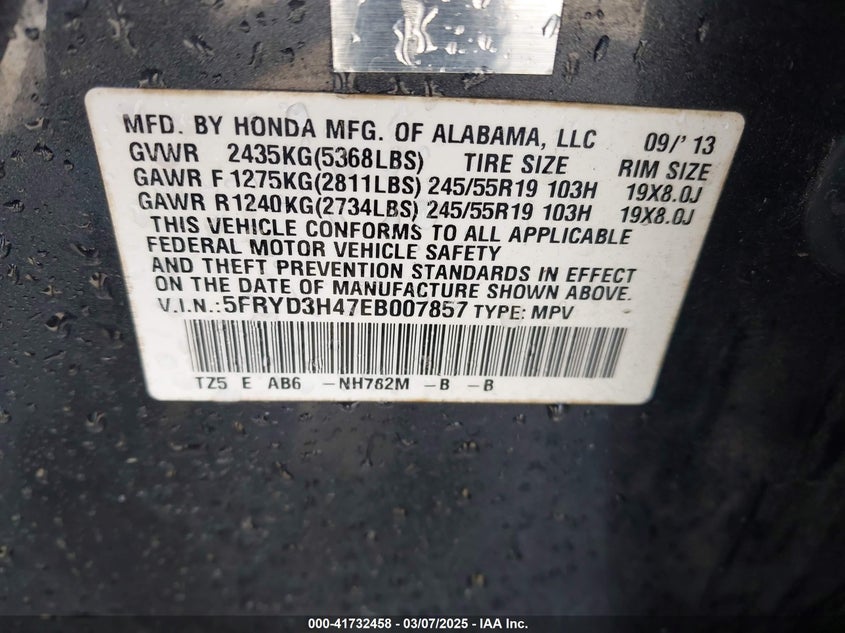 MFD. BY HONDA MFG. OF ALABAMA, LLC 09/' 13
GVWR 2435KG(5368LBS) TIRE SIZE RIM SIZE
GAWR F 1275KG(2811LBS) 245/55R19 103H 19X8.0J
GAWR R1240KG(2734LBS) 245/55R19 103H 19X8.0J
THIS VEHICLE CONFORMS TO ALL APPLICABLE
FEDERAL MOTOR VEHICLE SAFETY
AND THEFT PREVENTION STANDARDS IN EFFECT
ON THE DATE OF MANUFACTURE SHOWN ABOVE.
V.I.N.:5FRYD3H47EB007857 TYPE: MPV
TZ5 E AB6 -NH782M -B -B
000-41732458 - 03/07/2025 - IAA Inc.